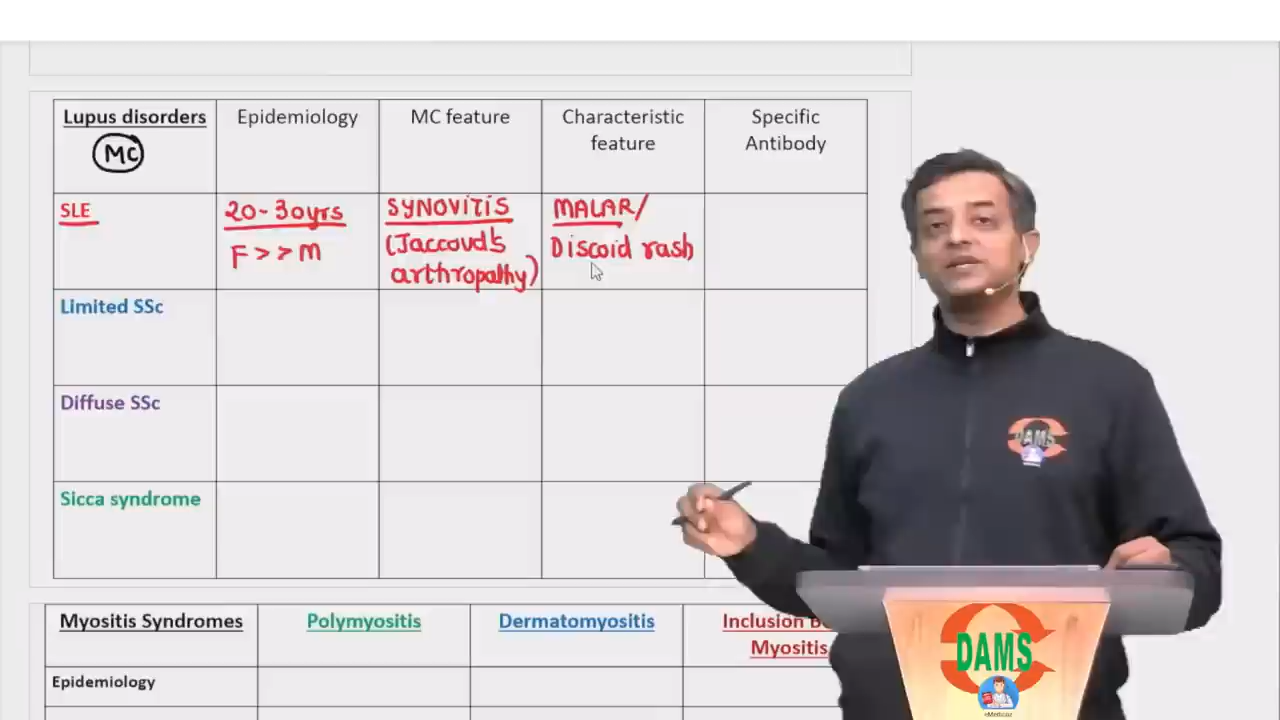 Lupus disorders
MC
Epidemiology
MC feature
Characteristic
feature
Specific
Antibody
SLE
20-30yrs
F>>M
SYNOVITIS
(Jaccoud's
arthropathy)
MALAR/
Discoid rash
Limited SSc
Diffuse SSc
Sicca syndrome
Myositis Syndromes
Polymyositis
Dermatomyositis
Inclusion
Myositis
Epidemiology
DAMS
DAMS
eMedicoz